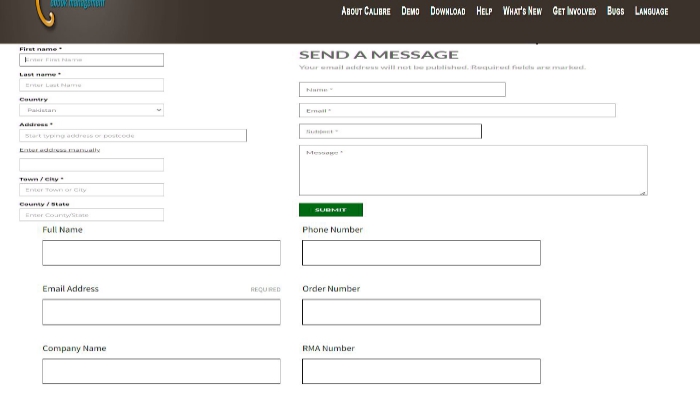 ebook management
ABOUT CALIBRE DEMO DOWNLOAD HELP WHAT'S NEW GET INVOLVED BUGS LANGUAGE
First name *
Enter First Name
Last name *
Enter Last Name
Country
Pakistan
Address *
Start typing address or postcode
Enter address manually
Town / City *
Enter Town or City
County / State
Enter County/State
SEND A MESSAGE
Your email address will not be published. Required fields are marked.
Name *
Email *
Subject *
Message *
SUBMIT
Full Name
Phone Number
Email Address REQUIRED
Order Number
Company Name
RMA Number